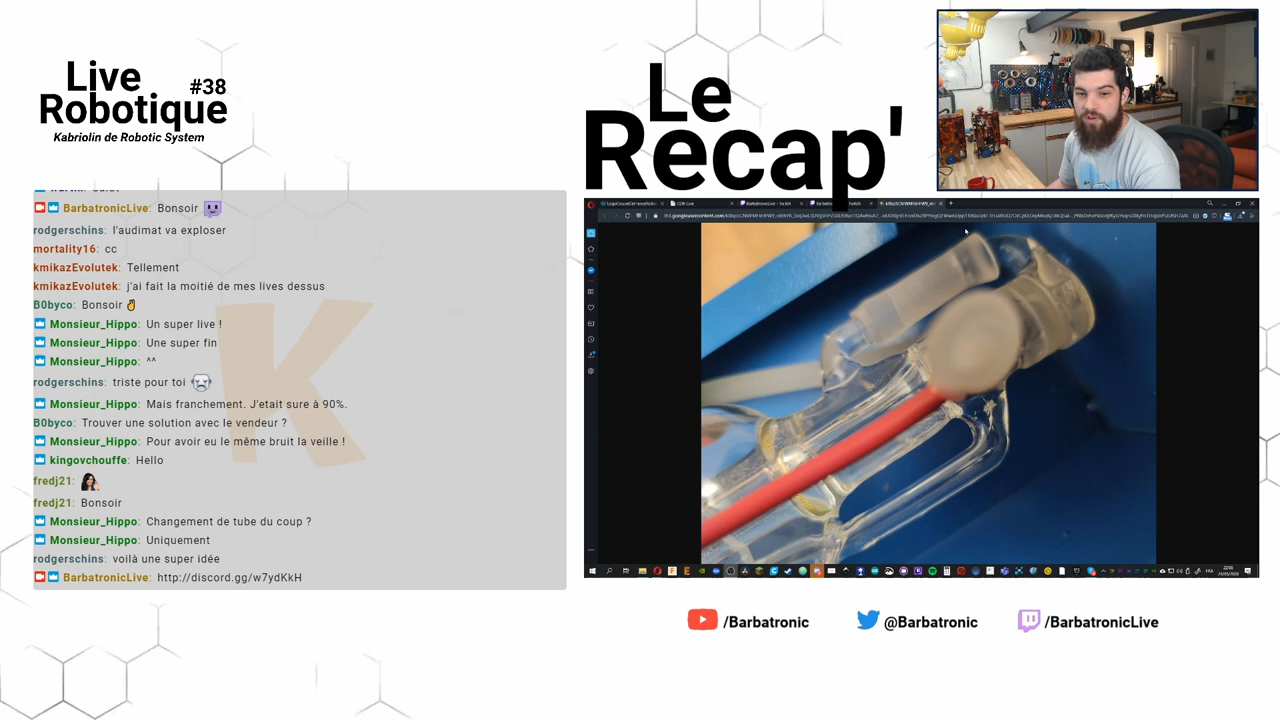 Live
#38
Robotique
Kabriolin de Robotic System
Le
Recap'
BarbatronicLive: Bonsoir
rodgerschins: l'audimat va exploser
mortality16: cc
kmikazEvolutek: Tellement
kmikazEvolutek: j'ai fait la moitié de mes lives dessus
B0byco: Bonsoir
Monsieur_Hippo: Un super live !
Monsieur_Hippo: Une super fin
Monsieur_Hippo: ^^
rodgerschins: triste pour toi
Monsieur_Hippo: Mais franchement. J'etait sure à 90%.
B0byco: Trouver une solution avec le vendeur ?
Monsieur_Hippo: Pour avoir eu le même bruit la veille !
kingovchouffe: Hello
fredj21:
fredj21: Bonsoir
Monsieur_Hippo: Changement de tube du coup ?
Monsieur_Hippo: Uniquement
rodgerschins: voilà une super idée
BarbatronicLive: http://discord.gg/w7ydKkH
K
/Barbatronic
@Barbatronic
/BarbatronicLive